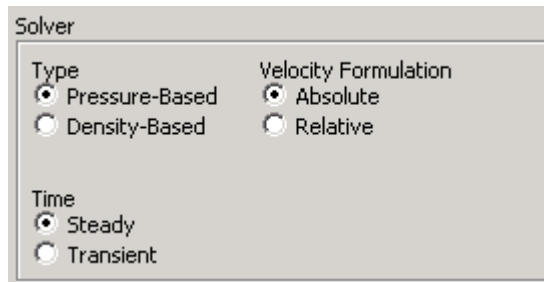 Solver
Type
Pressure-Based
Density-Based
Velocity Formulation
Absolute
Relative
Time
Steady
Transient